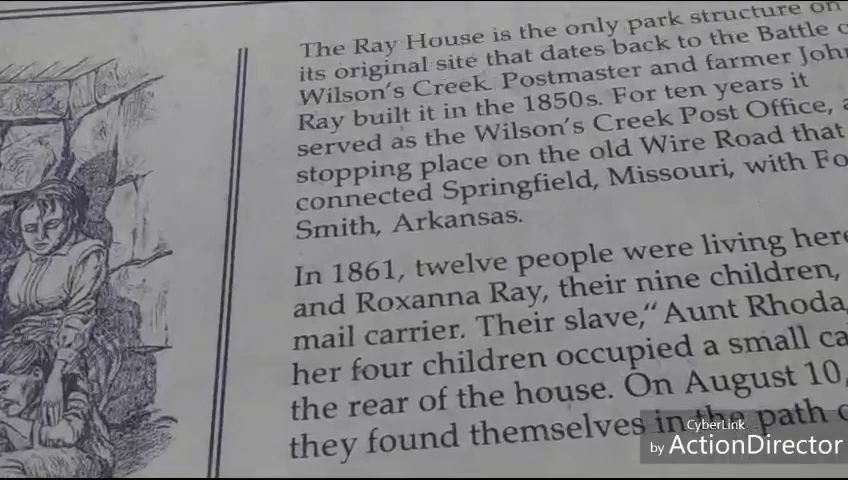 The Ray House is the only park structure on
its original site that dates back to the Battle
Wilson's Creek. Postmaster and farmer John
Ray built it in the 1850s. For ten years it
served as the Wilson's Creek Post Office,
stopping place on the old Wire Road that
connected Springfield, Missouri, with
Smith, Arkansas.
In 1861, twelve people were living here
and Roxanna Ray, their nine children,
mail carrier. Their slave, "Aunt Rhoda,
her four children occupied a small
the rear of the house. On August 10,
they found themselves in the path
CyberLink
by ActionDirector